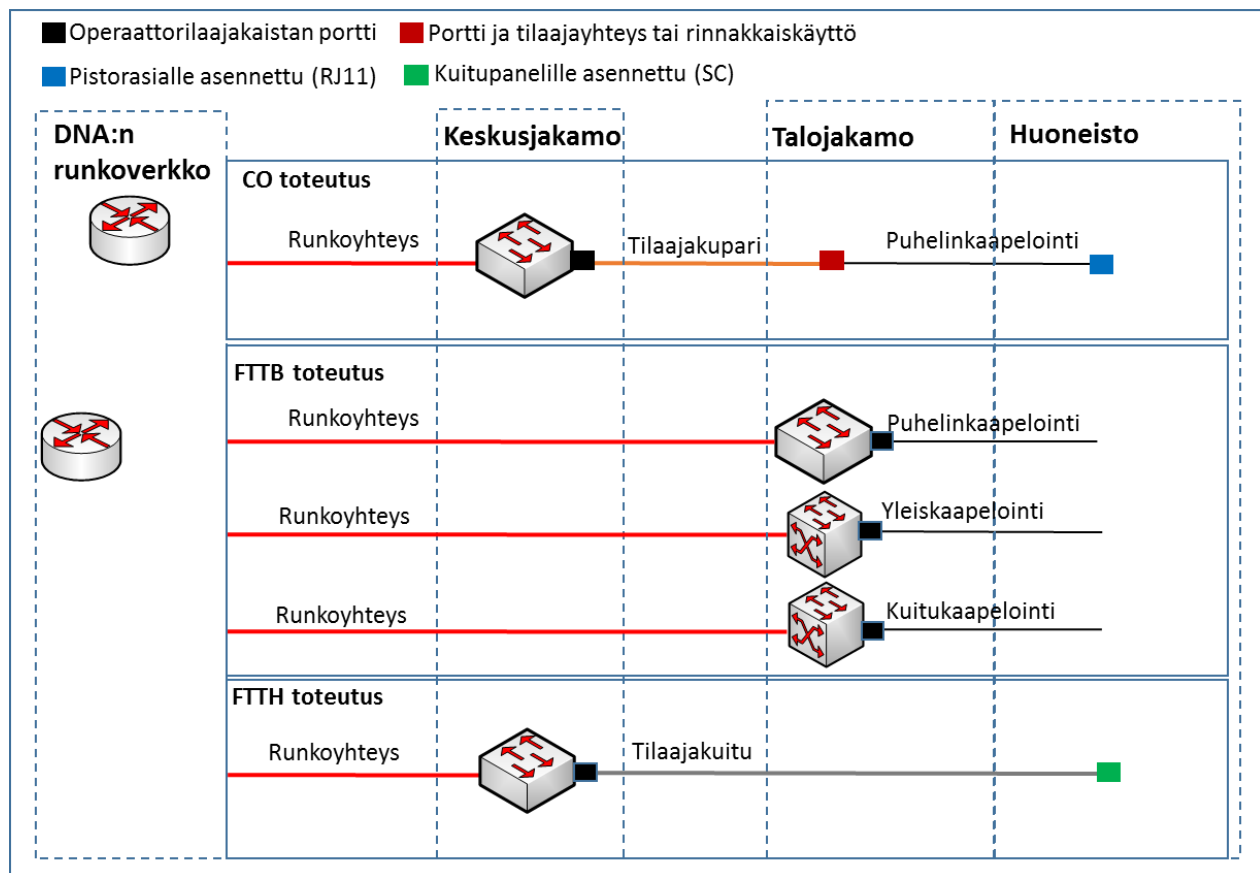 Operaattorilaajakaistan portti
Portti ja tilaajayhteys tai rinnakkaiskäyttö
Pistorasialle asennettu (RJ11)
Kuitupanelille asennettu (SC)
DNA:n
runkoverkko
Keskusjakamo
Talojakamo
Huoneisto
CO toteutus
Runkoyhteys
Tilaajakupari
Puhelinkaapelointi
FTTB toteutus
Runkoyhteys
Puhelinkaapelointi
Runkoyhteys
Yleiskaapelointi
Runkoyhteys
Kuitukaapelointi
FTTH toteutus
Runkoyhteys
Tilaajakuitu